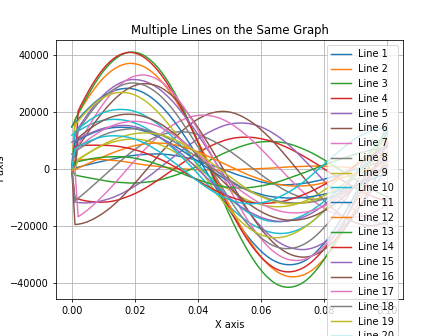 Multiple Lines on the Same Graph
40000
20000
0
−20000
−40000
0.00
0.02
0.04
0.06
X axis
Line 1
Line 2
Line 3
Line 4
Line 5
Line 6
Line 7
Line 8
Line 9
Line 10
Line 11
Line 12
Line 13
Line 14
Line 15
Line 16
Line 17
Line 18
Line 19